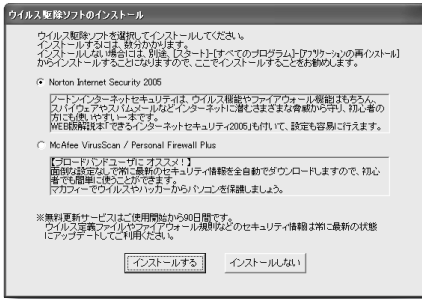 ウイルス駆除ソフトのインストール
ウイルス駆除ソフトを選択してインストールしてください。
インストールするには、数分かかります。
インストールしない場合には、別途、[スタート]-[すべてのプログラム]-[アプリケーションの再インストール]
からインストールすることになりますので、ここでインストールすることをお勧めします。
Norton Internet Security 2005
ノートンインターネットセキュリティは、ウイルス機能やファイアウォール機能はもちろん、
スパイウェアやスパムメールなどインターネットに潜むさまざまな脅威から守り、初心者の
方にも使いやすい一本です。
WEB版解説本「できるインターネットセキュリティ2005」も付いて、設定も容易に行えます。
McAfee VirusScan / Personal Firewall Plus
【ブロードバンドユーザにオススメ！】
面倒な設定なしで常に最新のセキュリティ情報を全自動でダウンロードしますので、初心
者でも簡単に使うことができます。
マカフィーでウイルスやハッカーからパソコンを保護しましょう。
※無料更新サービスはご使用開始から90日間です。
ウイルス定義ファイルやファイアウォール規則などのセキュリティ情報は常に最新の状態
にアップデートしてご利用ください。
インストールする
インストールしない